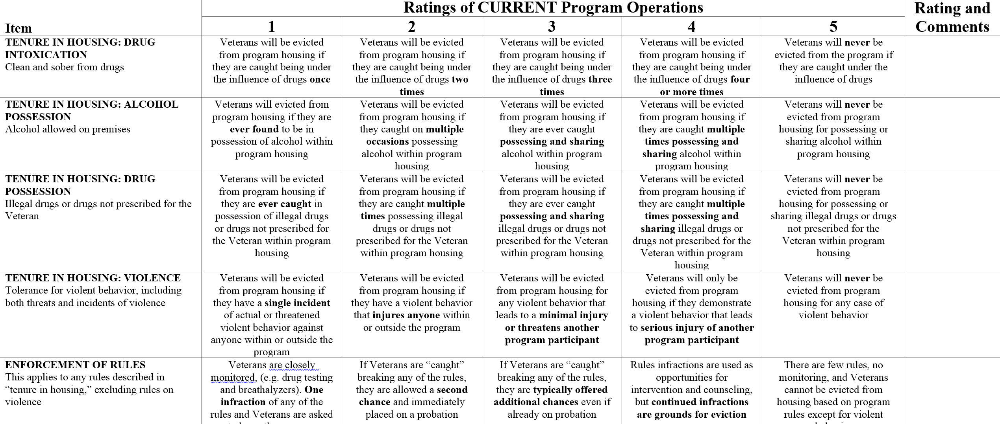 Ratings of CURRENT Program Operations
Rating and
Comments
Item
1
2
3
4
5
TENURE IN HOUSING: DRUG
INTOXICATION
Clean and sober from drugs
Veterans will be evicted
from program housing if
they are caught being under
the influence of drugs once
Veterans will be evicted
from program housing if
they are caught being under
the influence of drugs two
times
Veterans will be evicted
from program housing if
they are caught being under
the influence of drugs three
times
Veterans will be evicted
from program housing if
they are caught being under
the influence of drugs four
or more times
Veterans will never be
evicted from the program if
they are caught under the
influence of drugs
TENURE IN HOUSING: ALCOHOL
POSSESSION
Alcohol allowed on premises
Veterans will evicted from
program housing if they are
ever found to be in
possession of alcohol within
program housing
Veterans will be evicted
from program housing if
they caught on multiple
occasions possessing
alcohol within program
housing
Veterans will be evicted
from program housing if
they are ever caught
possessing and sharing
alcohol within program
housing
Veterans will be evicted
from program housing if
they are caught multiple
times possessing and
sharing alcohol within
program housing
Veterans will never be
evicted from program
housing for possessing or
sharing alcohol within
program housing
TENURE IN HOUSING: DRUG
POSSESSION
Illegal drugs or drugs not prescribed for the
Veteran
Veterans will be evicted
from program housing if
they are ever caught in
possession of illegal drugs
or drugs not prescribed for
the Veteran within program
housing
Veterans will be evicted
from program housing if
they are caught multiple
times possessing illegal
drugs or drugs not
prescribed for the Veteran
within program housing
Veterans will be evicted
from program housing if
they are ever caught
possessing and sharing
illegal drugs or drugs not
prescribed for the Veteran
within program housing
Veterans will be evicted
from program housing if
they are caught multiple
times possessing and
sharing illegal drugs or
drugs not prescribed for the
Veteran within program
housing
Veterans will never be
evicted from program
housing for possessing or
sharing illegal drugs or drugs
not prescribed for the
Veteran within program
housing
TENURE IN HOUSING: VIOLENCE
Tolerance for violent behavior, including
both threats and incidents of violence
Veterans will be evicted
from program housing if
they have a single incident
of actual or threatened
violent behavior against
anyone within or outside the
program
Veterans will be evicted
from program housing if
they have a violent behavior
that injures anyone within
or outside the program
Veterans will be evicted
from program housing for
any violent behavior that
leads to a minimal injury
or threatens another
program participant
Veterans will only be
evicted from program
housing if they demonstrate
a violent behavior that leads
to serious injury of another
program participant
Veterans will never be
evicted from program
housing for any case of
violent behavior
ENFORCEMENT OF RULES
This applies to any rules described in
“tenure in housing,” excluding rules on
violence
Veterans are closely
monitored, (e.g. drug testing
and breathalyzers). One
infraction of any of the
rules and Veterans are asked
If Veterans are “caught”
breaking any of the rules,
they are allowed a second
chance and immediately
placed on a probation
If Veterans are “caught”
breaking any of the rules,
they are typically offered
additional chances even if
already on probation
Rules infractions are used as
opportunities for
intervention and counseling,
but continued infractions
are grounds for eviction
There are few rules, no
monitoring, and Veterans
cannot be evicted from
housing based on program
rules except for violent